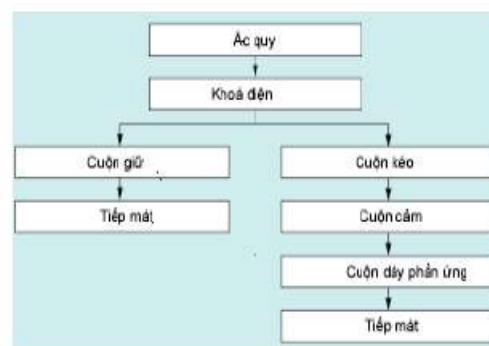 Ắc quy
Khoá điện
Cuộn giữ
Cuộn kéo
Tiếp mát
Cuộn cảm
Cuộn dây phần ứng
Tiếp mát